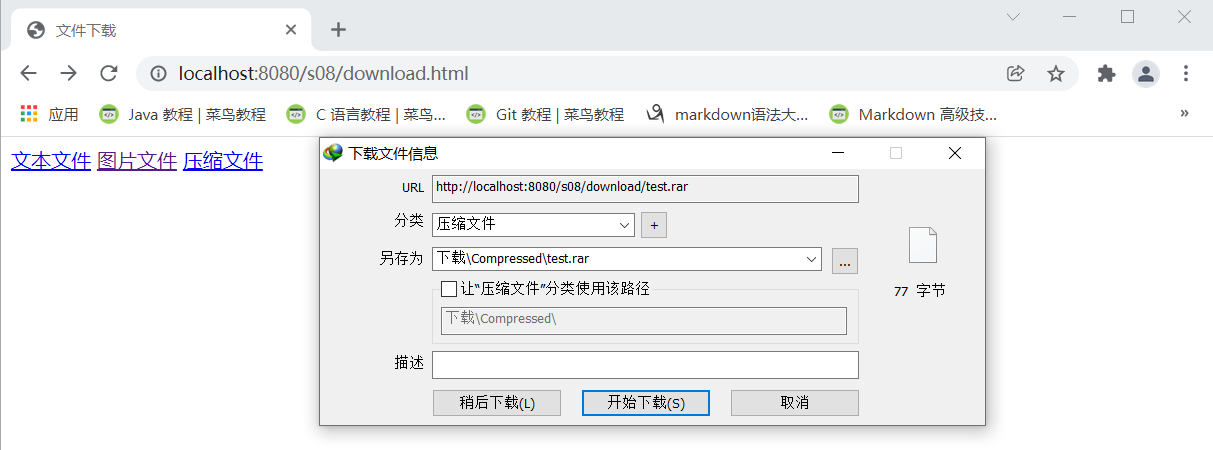 文件下载
localhost:8080/s08/download.html
应用 Java 教程 | 菜鸟教程 C 语言教程 | 菜鸟... Git 教程 | 菜鸟教程 markdown语法大... Markdown 高级技... »
文本文件 图片文件 压缩文件
下载文件信息
URL http://localhost:8080/s08/download/test.rar
分类 压缩文件 +
另存为 下载\Compressed\test.rar ...
让“压缩文件”分类使用该路径
77 字节
下载\Compressed\
描述
稍后下载(L) 开始下载(S) 取消